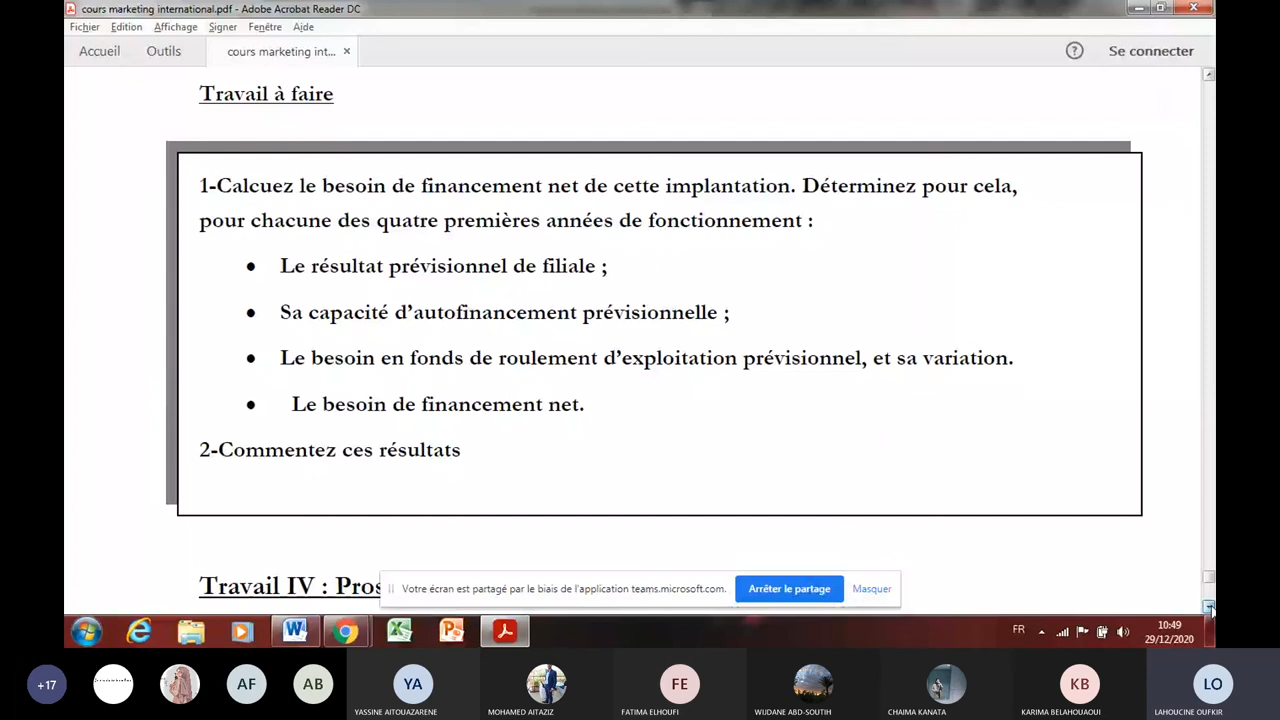 cours marketing international.pdf - Adobe Acrobat Reader DC
Fichier Edition Affichage Signer Fenêtre Aide
Accueil Outils cours marketing int... × ? Se connecter
Travail à faire
1-Calcuez le besoin de financement net de cette implantation. Déterminez pour cela,
pour chacune des quatre premières années de fonctionnement :
• Le résultat prévisionnel de filiale ;
• Sa capacité d’autofinancement prévisionnelle ;
• Le besoin en fonds de roulement d’exploitation prévisionnel, et sa variation.
• Le besoin de financement net.
2-Commentez ces résultats
Travail IV : Pros
Votre écran est partagé par le biais de l'application teams.microsoft.com. Arrêter le partage Masquer
FR 10:49
29/12/2020
+17 AF AB YA FE KB LO
YASSINE AITOUAZARENE MOHAMED AITAZIZ FATIMA ELHOUFI WIJDANE ABD-SOUTIH CHAIMA KANATA KARIMA BELAHOUAOUI LAHOUCINE OUFKIR